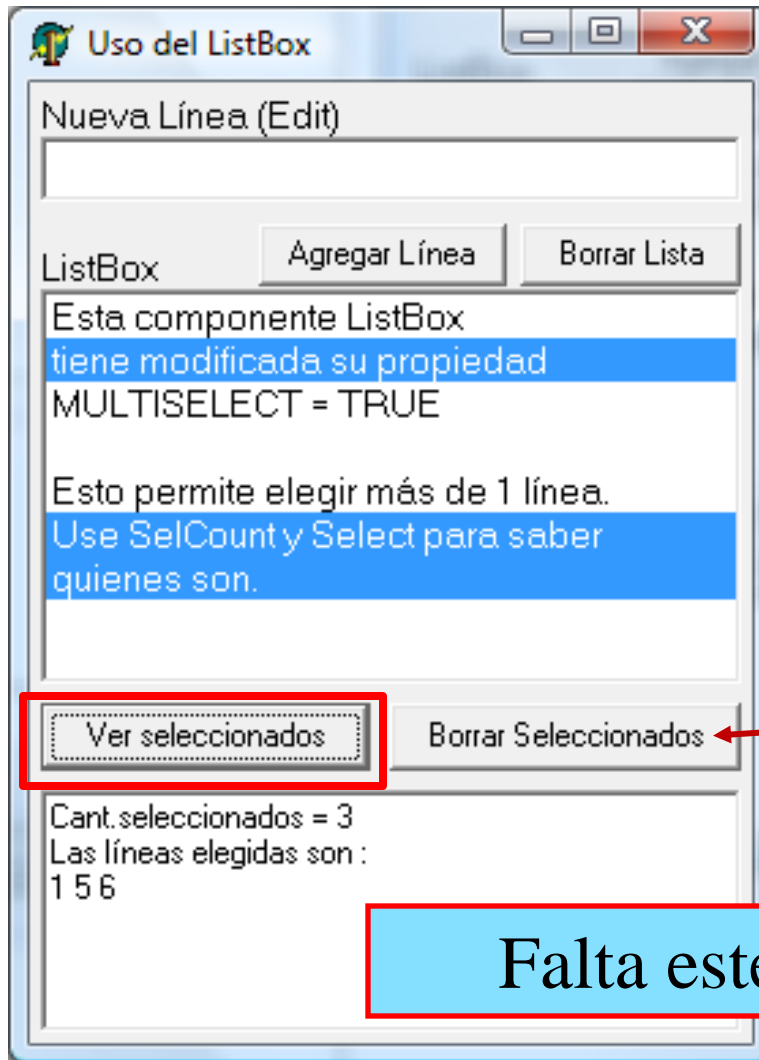 Uso del ListBox
Nueva Línea (Edit)
ListBox
Agregar Línea
Borrar Lista
Esta componente ListBox
tiene modificada su propiedad
MULTISELECT = TRUE
Esto permite elegir más de 1 línea.
Use SelCount y Select para saber
quienes son.
Ver seleccionados
Borrar Seleccionados
Cant.seleccionados = 3
Las líneas elegidas son :
1 5 6
Falta este